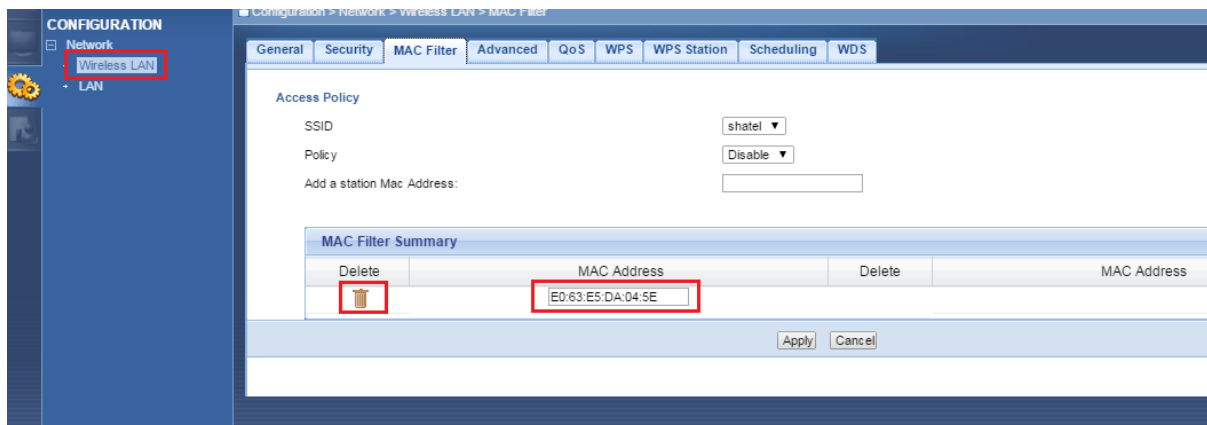 CONFIGURATION
Network
Wireless LAN
LAN
Configuration > Network > Wireless LAN > MAC Filter
General Security MAC Filter Advanced QoS WPS WPS Station Scheduling WDS
Access Policy
SSID shatel
Policy Disable
Add a station Mac Address:
MAC Filter Summary
Delete MAC Address Delete MAC Address
E0:63:E5:DA:04:5E
Apply Cancel